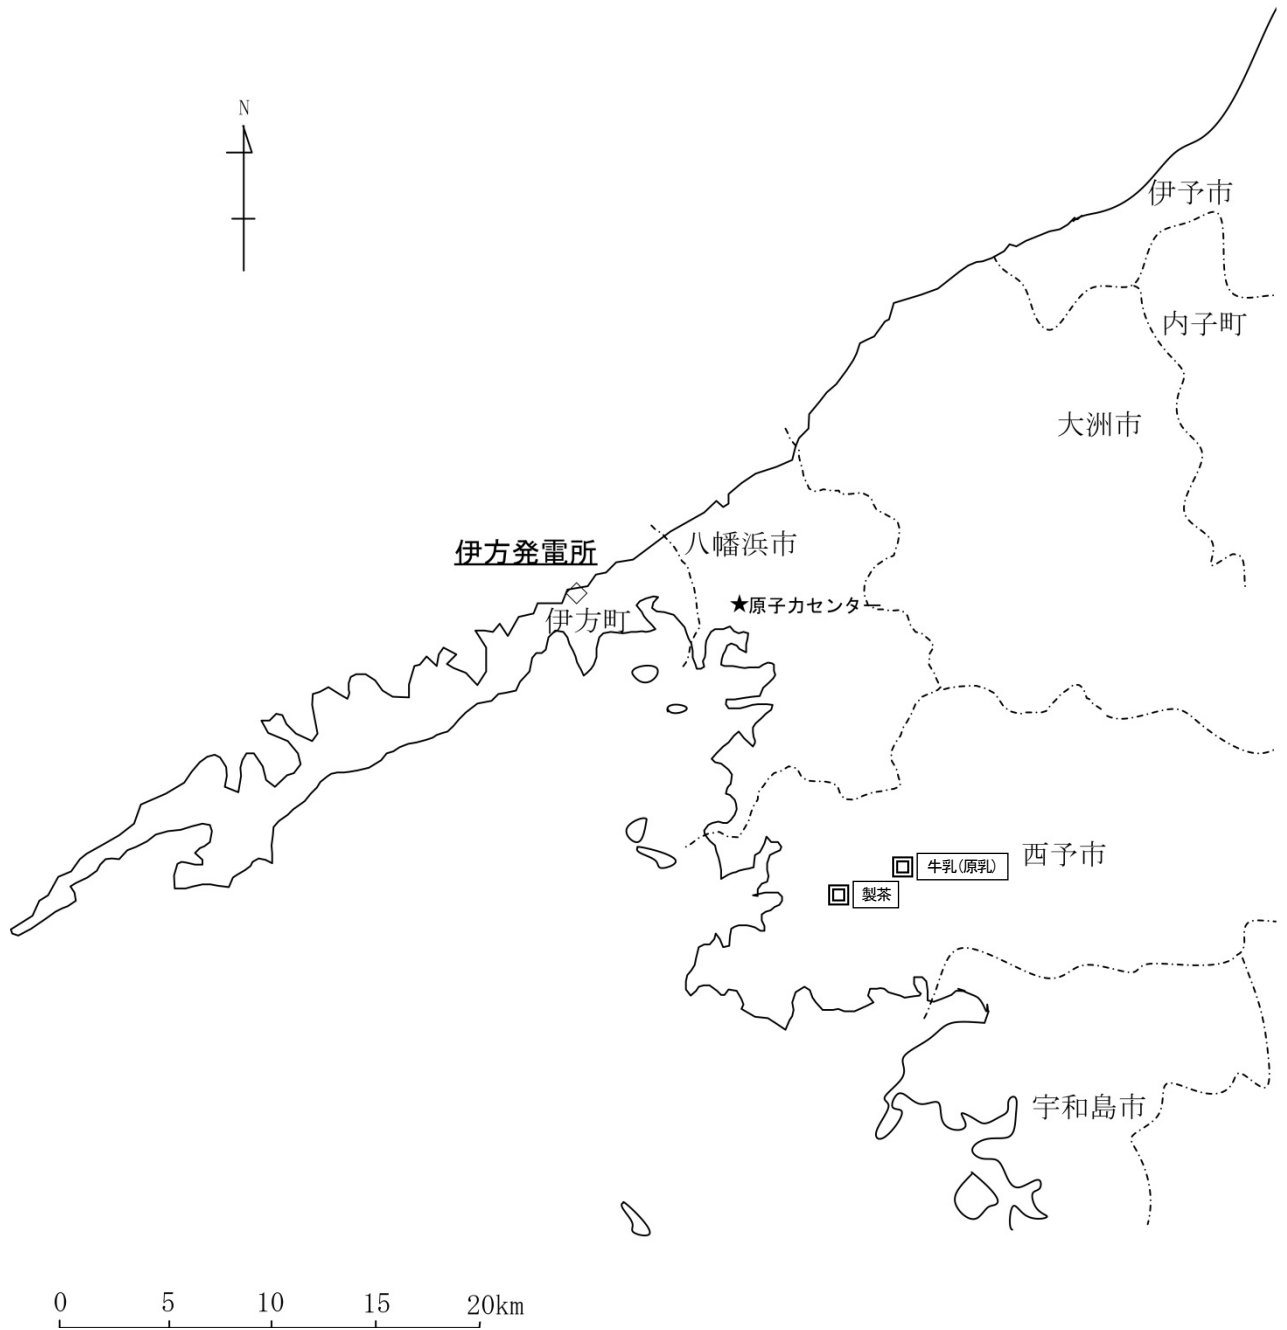 N
伊予市
内子町
大洲市
八幡浜市
伊方発電所
伊方町
★原子力センター
西予市
牛乳(原乳)
製茶
宇和島市
0 5 10 15 20km